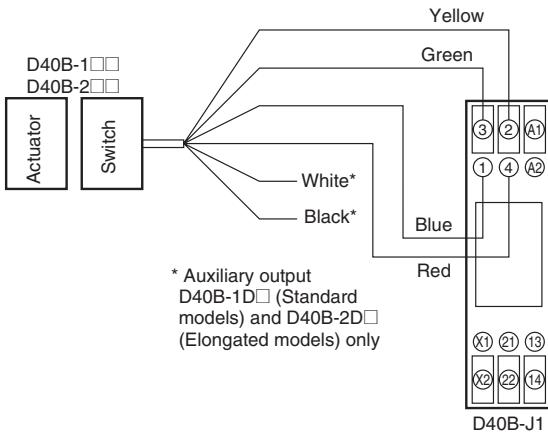 Yellow
Green
D40B-1□□
D40B-2□□
Actuator
Switch
3 2 A1
1 4 A2
White*
Black*
Blue
Red
* Auxiliary output
D40B-1D□ (Standard
models) and D40B-2D□
(Elongated models) only
X1 21 13
X2 22 14
D40B-J1